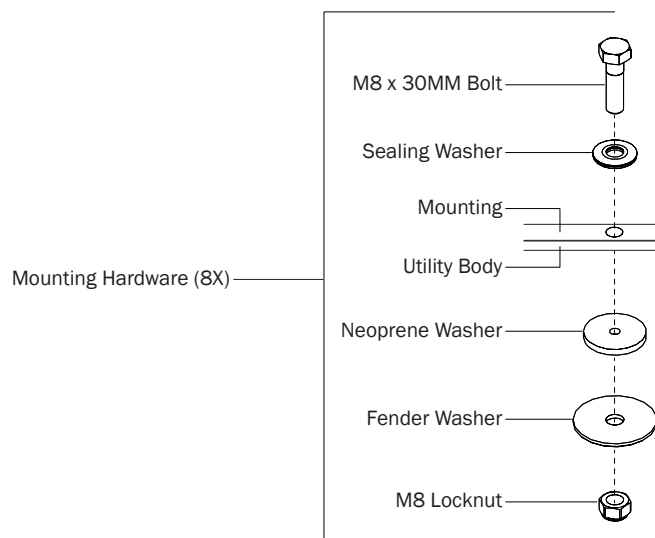 M8 x 30MM Bolt
Sealing Washer
Mounting
Utility Body
Mounting Hardware (8X)
Neoprene Washer
Fender Washer
M8 Locknut